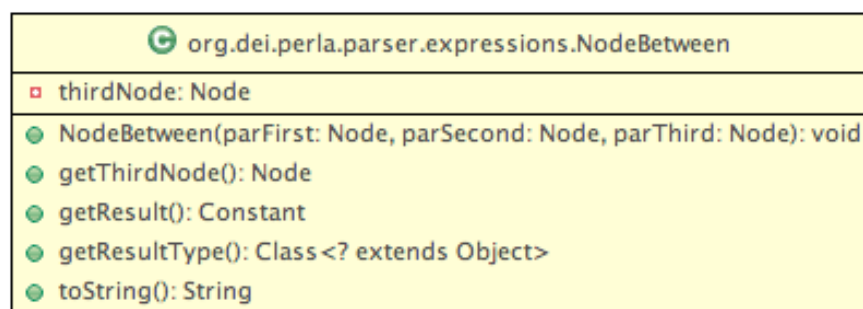 C org.dei.perla.parser.expressions.NodeBetween
thirdNode: Node
NodeBetween(parFirst: Node, parSecond: Node, parThird: Node): void
getThirdNode(): Node
getResult(): Constant
getResultType(): Class<? extends Object>
toString(): String